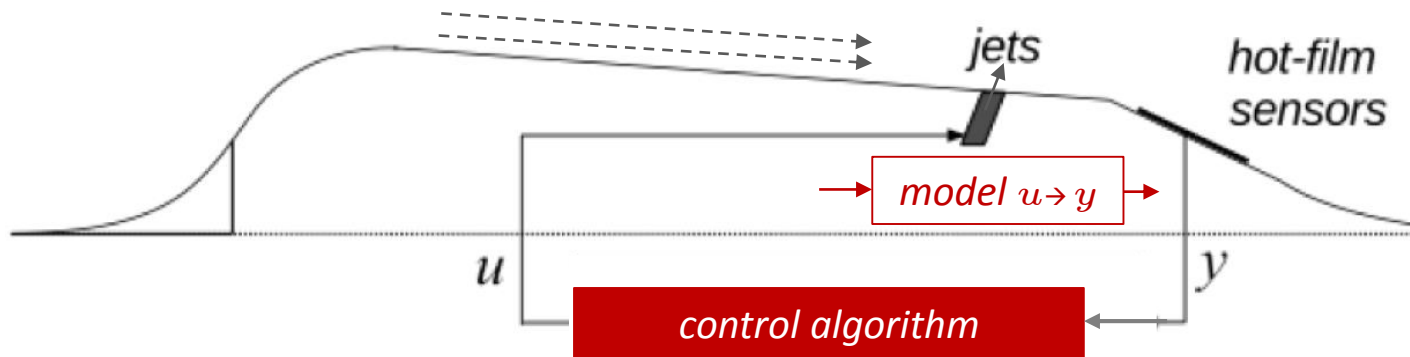 jets
hot-film
sensors
model u→y
u
y
control algorithm